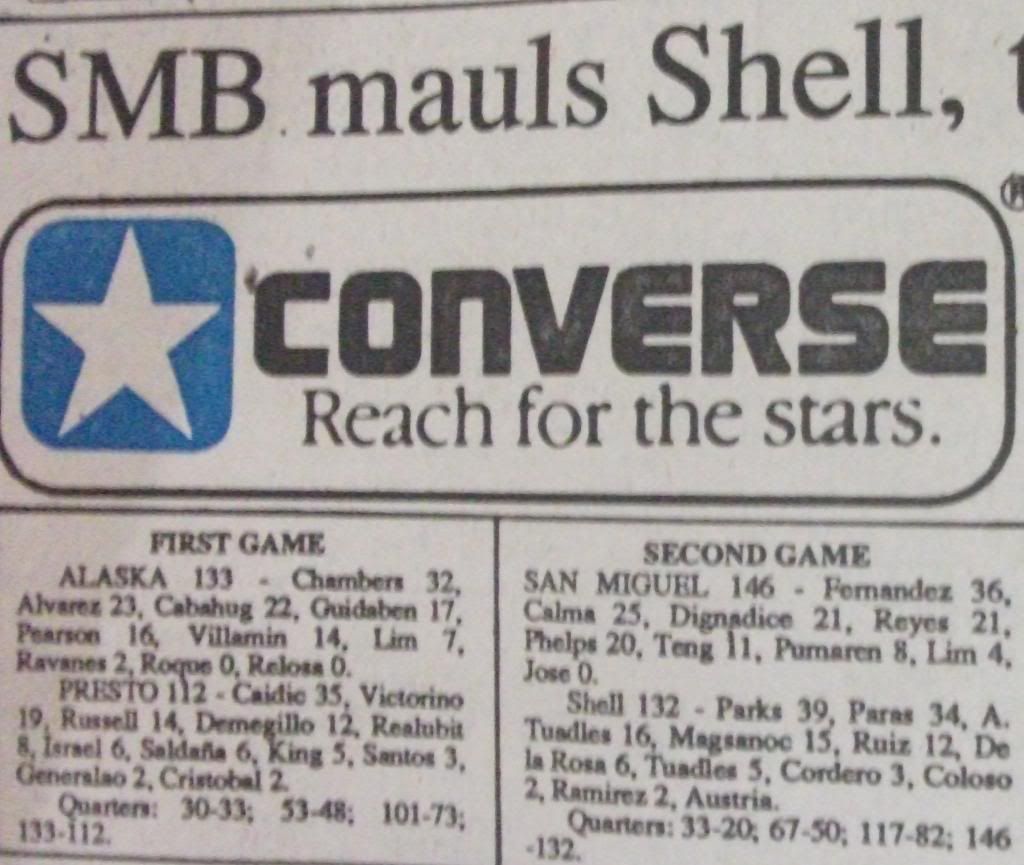 SMB mauls Shell,
®
CONVERSE
Reach for the stars.
FIRST GAME
ALASKA 133 - Chambers 32,
Alvarez 23, Cabahug 22, Guidaben 17,
Pearson 16, Villamin 14, Lim 7,
Ravanes 2, Roque 0, Relosa 0.
PRESTO 112 - Caidic 35, Victorino
19, Russell 14, Demegillo 12, Realubit
8, Israel 6, Saldaña 6, King 5, Santos 3,
Generalao 2, Cristobal 2.
Quarters: 30-33; 53-48; 101-73;
133-112.
SECOND GAME
SAN MIGUEL 146 - Fernandez 36,
Calma 25, Dignadice 21, Reyes 21,
Phelps 20, Teng 11, Pumaren 8, Lim 4,
Jose 0.
Shell 132 - Parks 39, Paras 34, A.
Tuadles 16, Magsanoc 15, Ruiz 12, De
la Rosa 6, Tuadles 5, Cordero 3, Coloso
2, Ramirez 2, Austria.
Quarters: 33-20; 67-50; 117-82; 146
-132.